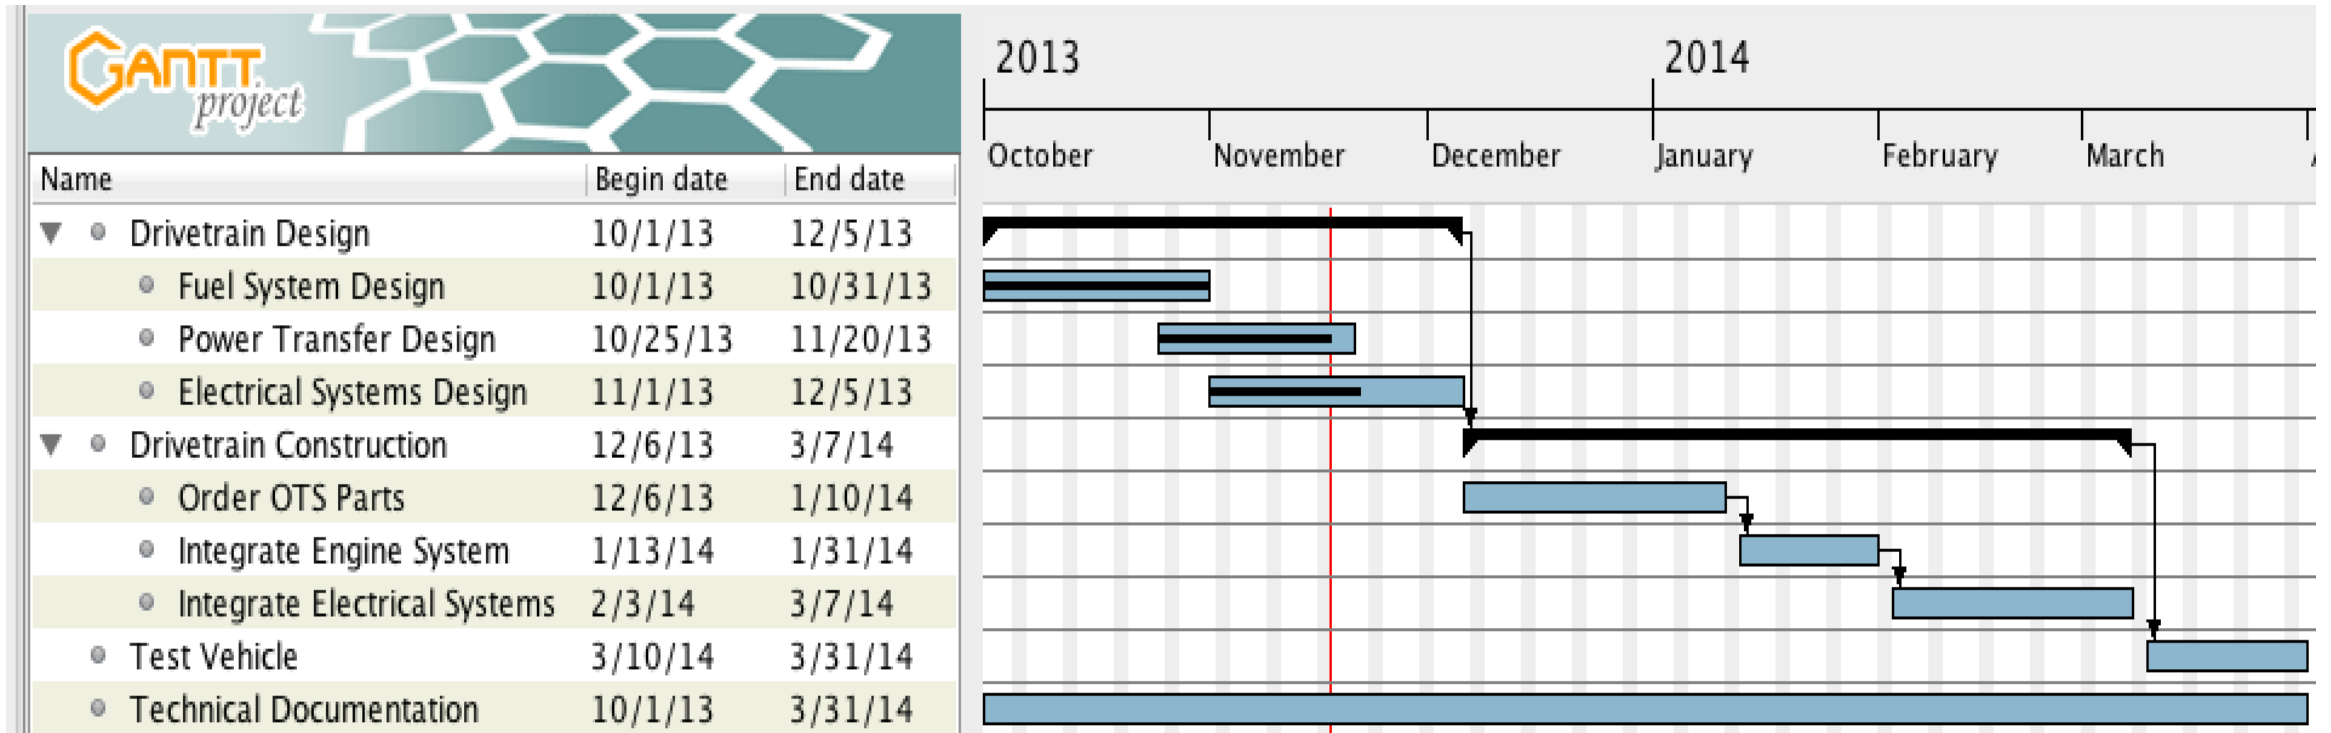 GANTT
project
2013 2014
October November December January February March
Name Begin date End date
Drivetrain Design 10/1/13 12/5/13
Fuel System Design 10/1/13 10/31/13
Power Transfer Design 10/25/13 11/20/13
Electrical Systems Design 11/1/13 12/5/13
Drivetrain Construction 12/6/13 3/7/14
Order OTS Parts 12/6/13 1/10/14
Integrate Engine System 1/13/14 1/31/14
Integrate Electrical Systems 2/3/14 3/7/14
Test Vehicle 3/10/14 3/31/14
Technical Documentation 10/1/13 3/31/14